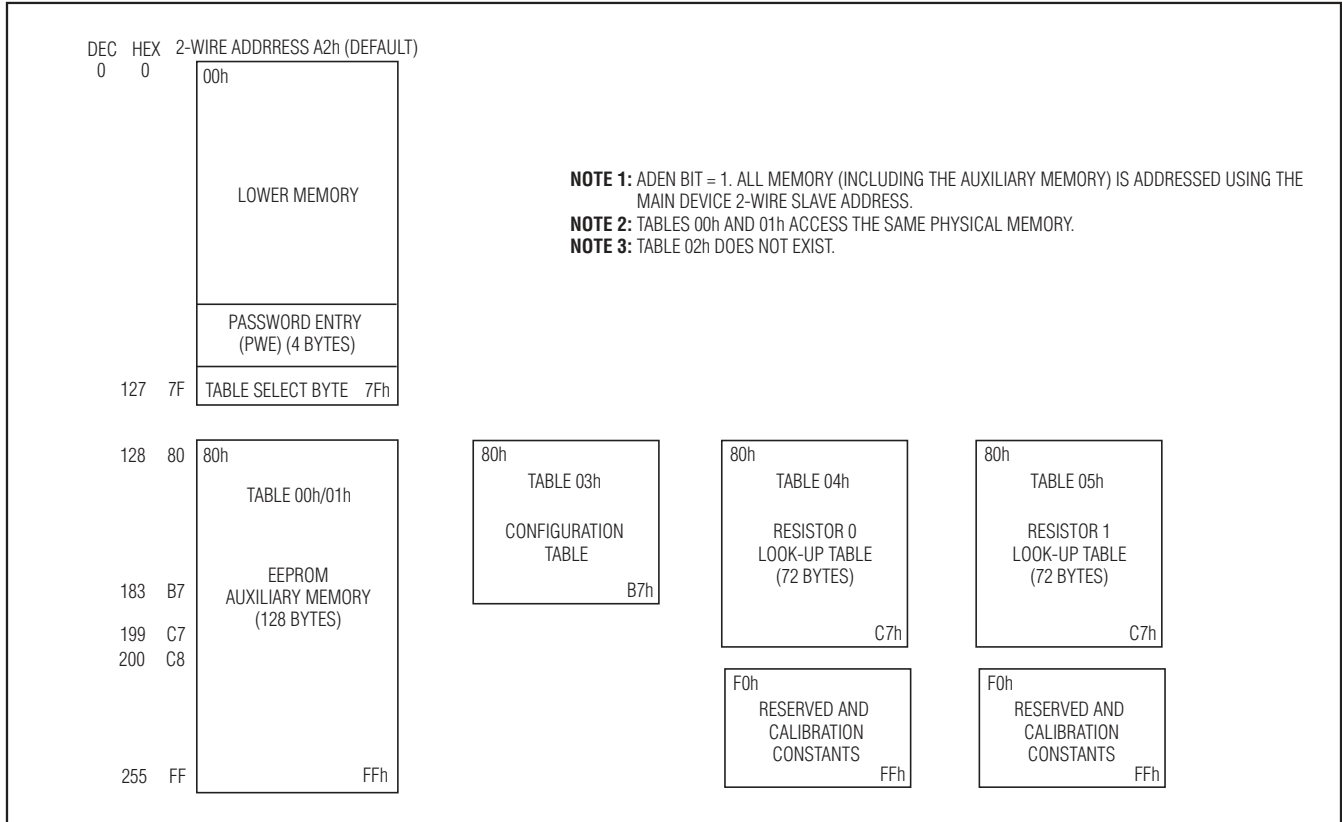 DEC HEX 2-WIRE ADDRRESS A2h (DEFAULT)
0 0
00h
LOWER MEMORY
PASSWORD ENTRY
(PWE) (4 BYTES)
127 7F TABLE SELECT BYTE 7Fh
NOTE 1: ADEN BIT = 1. ALL MEMORY (INCLUDING THE AUXILIARY MEMORY) IS ADDRESSED USING THE
MAIN DEVICE 2-WIRE SLAVE ADDRESS.
NOTE 2: TABLES 00h AND 01h ACCESS THE SAME PHYSICAL MEMORY.
NOTE 3: TABLE 02h DOES NOT EXIST.
128 80 80h
TABLE 00h/01h
EEPROM
AUXILIARY MEMORY
(128 BYTES)
183 B7
199 C7
200 C8
255 FF FFh
80h
TABLE 03h
CONFIGURATION
TABLE
B7h
80h
TABLE 04h
RESISTOR 0
LOOK-UP TABLE
(72 BYTES)
C7h
F0h
RESERVED AND
CALIBRATION
CONSTANTS
FFh
80h
TABLE 05h
RESISTOR 1
LOOK-UP TABLE
(72 BYTES)
C7h
F0h
RESERVED AND
CALIBRATION
CONSTANTS
FFh